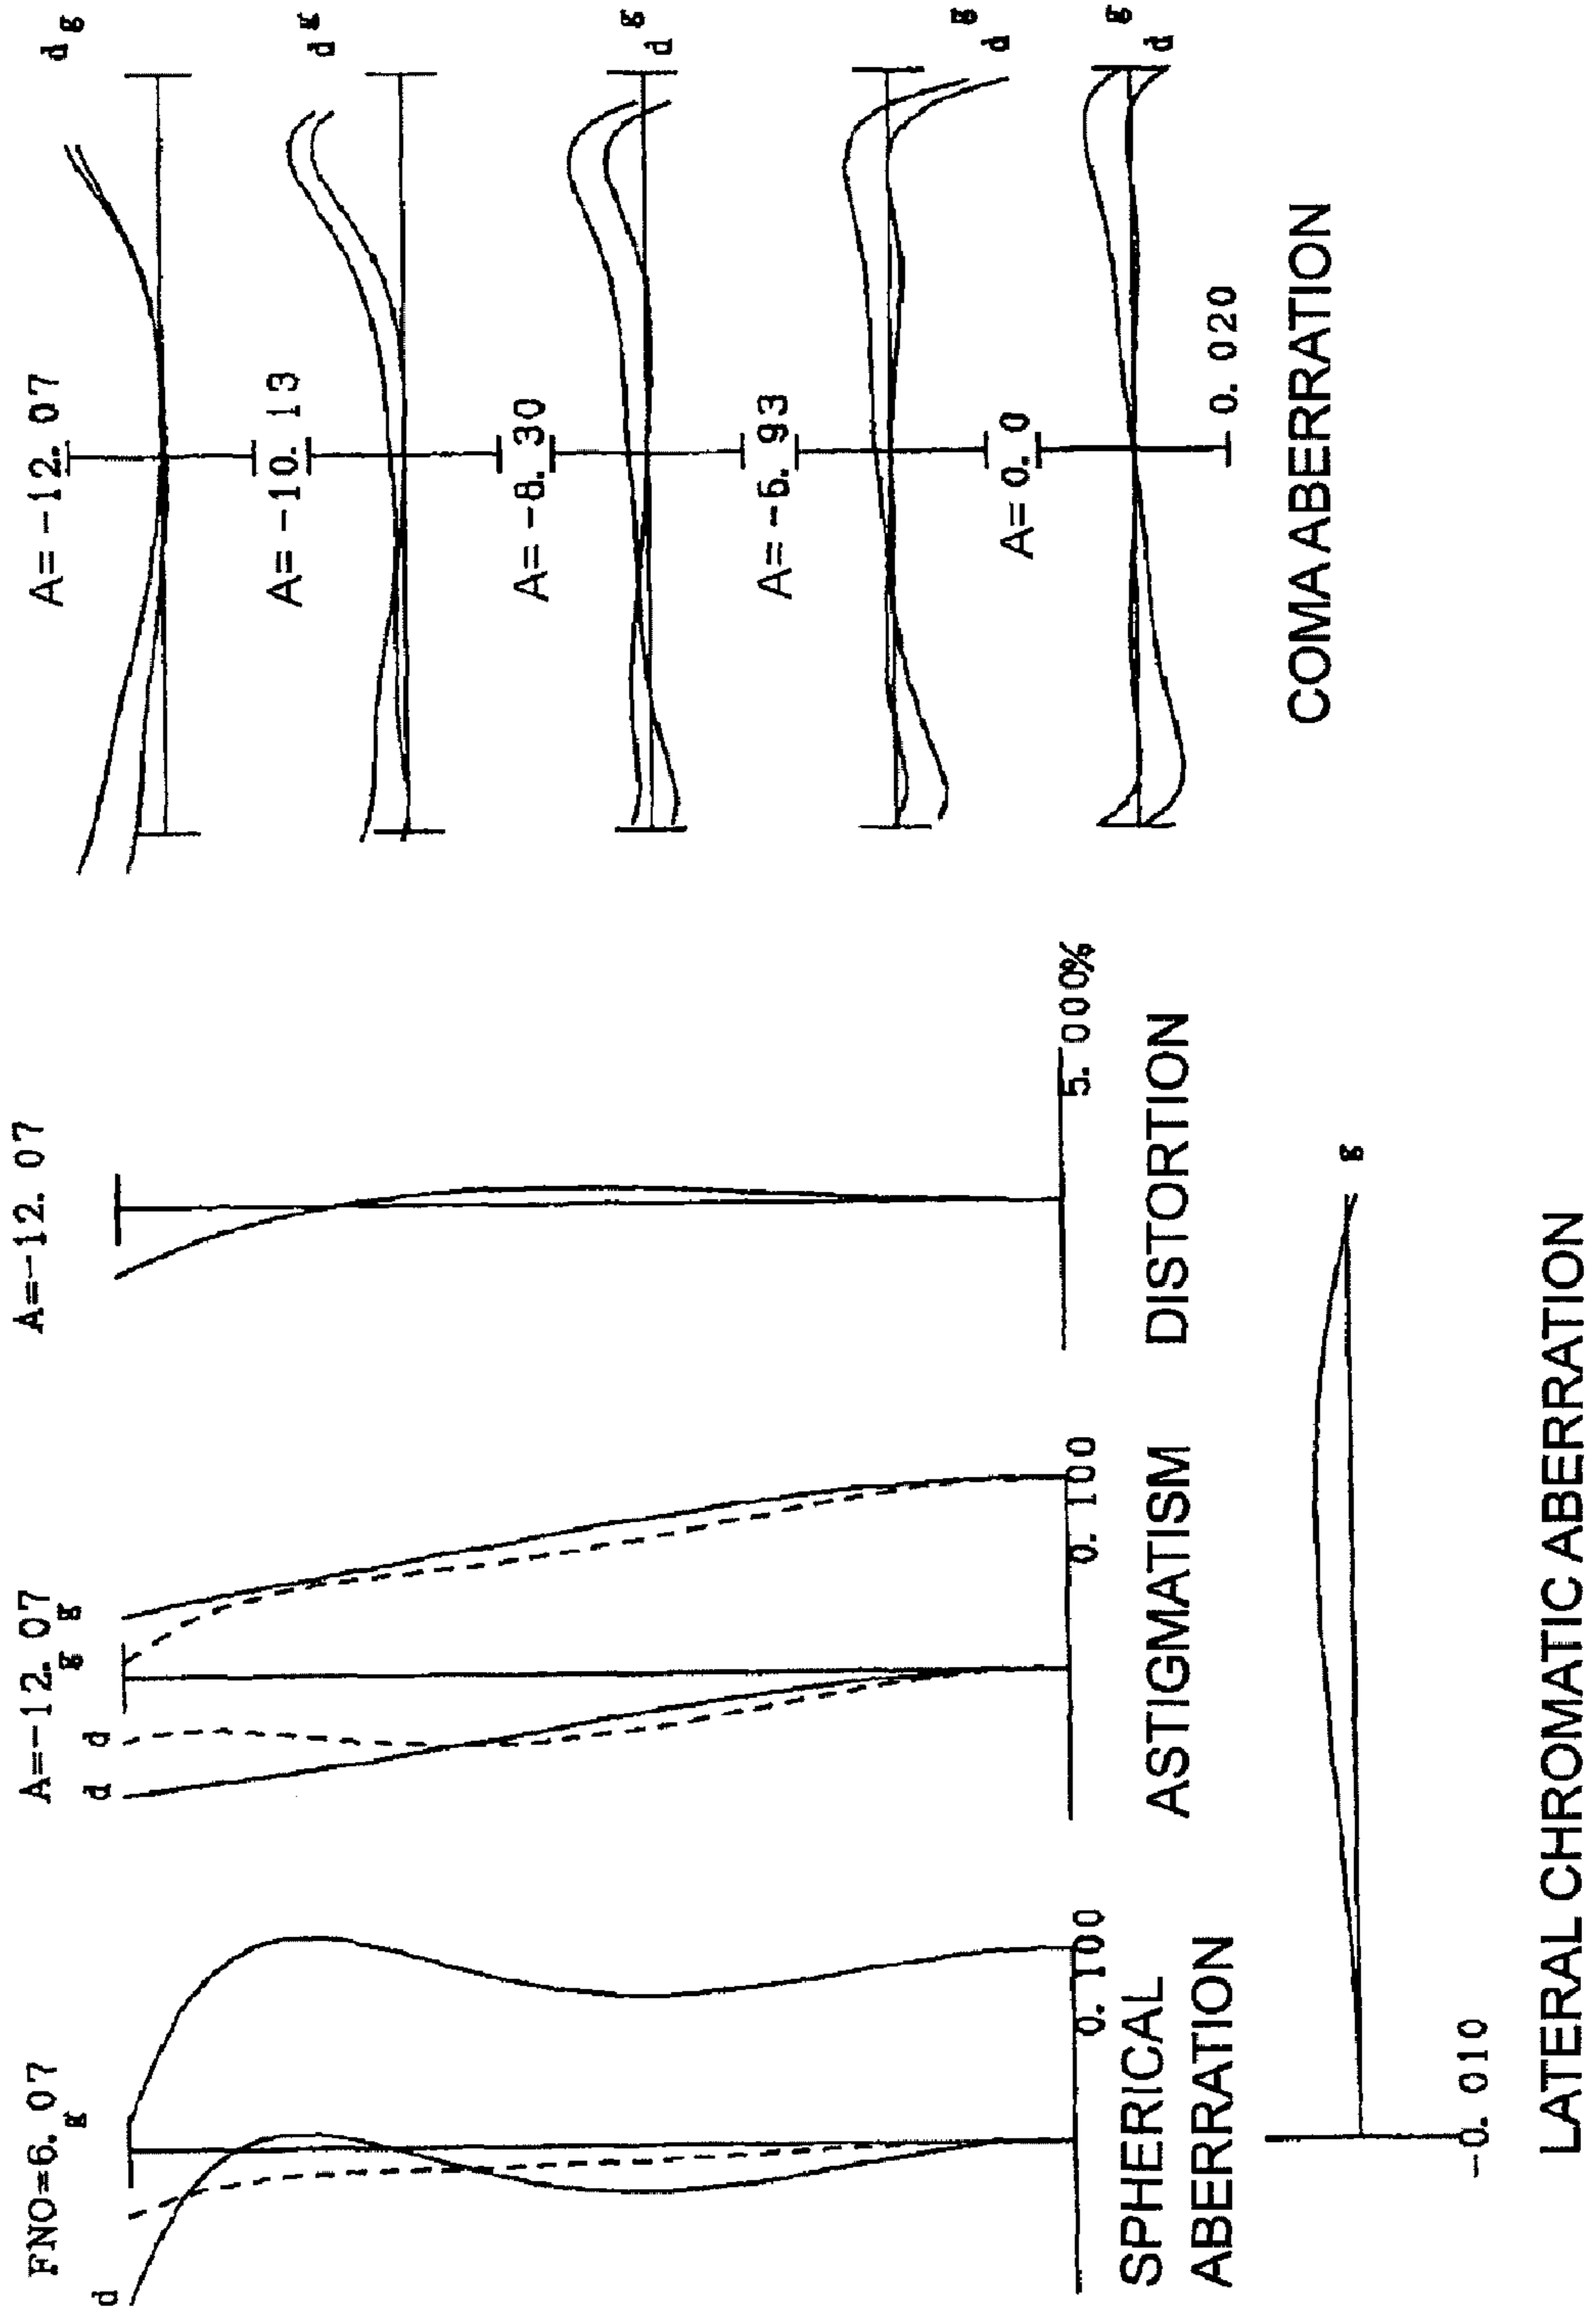 FNO=6.07
g
d
0.100
SPHERICAL
ABERRATION
A=-12.07
d d g g
0.100
ASTIGMATISM
A=-12.07
5.000%
DISTORTION
A=-12.07
d g
A=-10.13
d g
A=-8.30
d g
A=-5.93
d g
A=0.0
d g
0.020
COMA ABERRATION
g
-0.010
LATERAL CHROMATIC ABERRATION